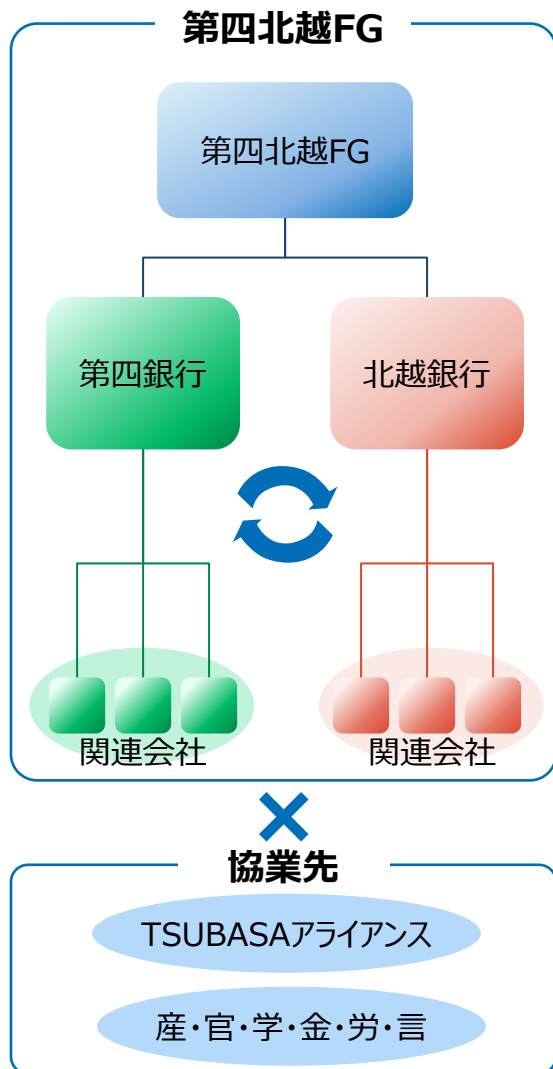 第四北越FG
第四北越FG
第四銀行
北越銀行
関連会社
関連会社
協業先
TSUBASAアライアンス
産・官・学・金・労・言